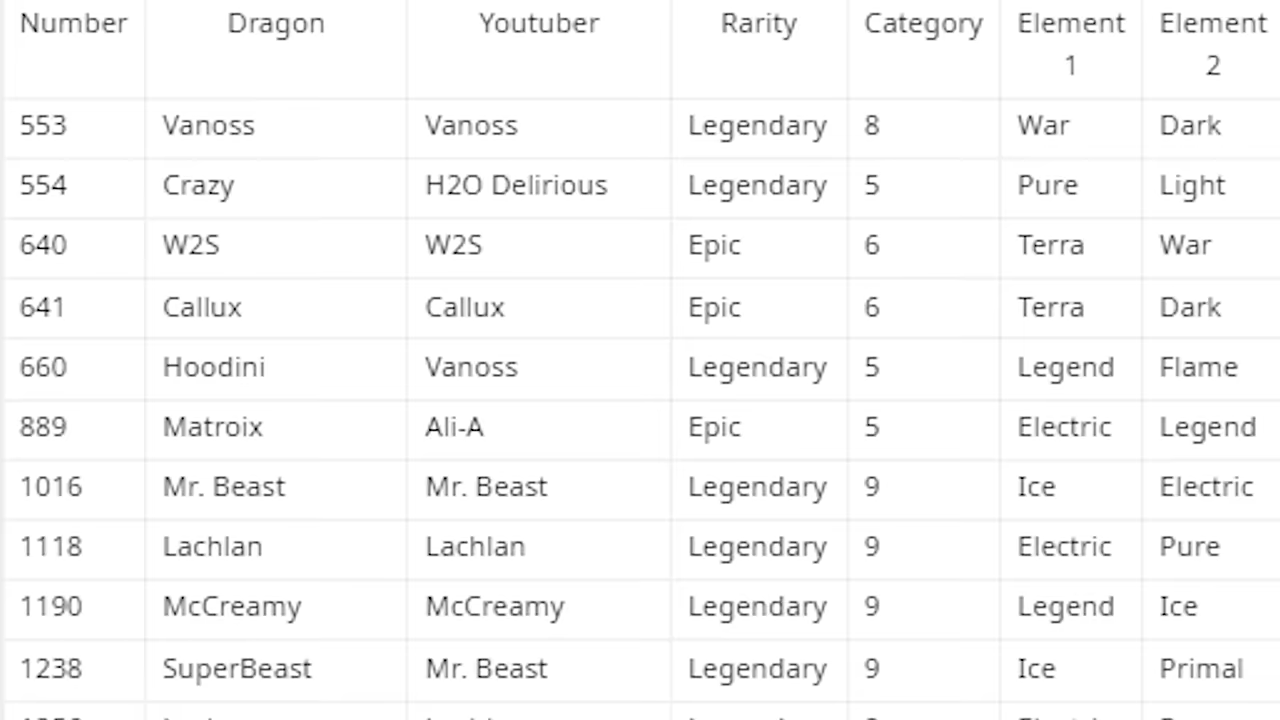 Number Dragon Youtuber Rarity Category Element 1 Element 2
553 Vanoss Vanoss Legendary 8 War Dark
554 Crazy H2O Delirious Legendary 5 Pure Light
640 W2S W2S Epic 6 Terra War
641 Callux Callux Epic 6 Terra Dark
660 Hoodini Vanoss Legendary 5 Legend Flame
889 Matroix Ali-A Epic 5 Electric Legend
1016 Mr. Beast Mr. Beast Legendary 9 Ice Electric
1118 Lachlan Lachlan Legendary 9 Electric Pure
1190 McCreamy McCreamy Legendary 9 Legend Ice
1238 SuperBeast Mr. Beast Legendary 9 Ice Primal